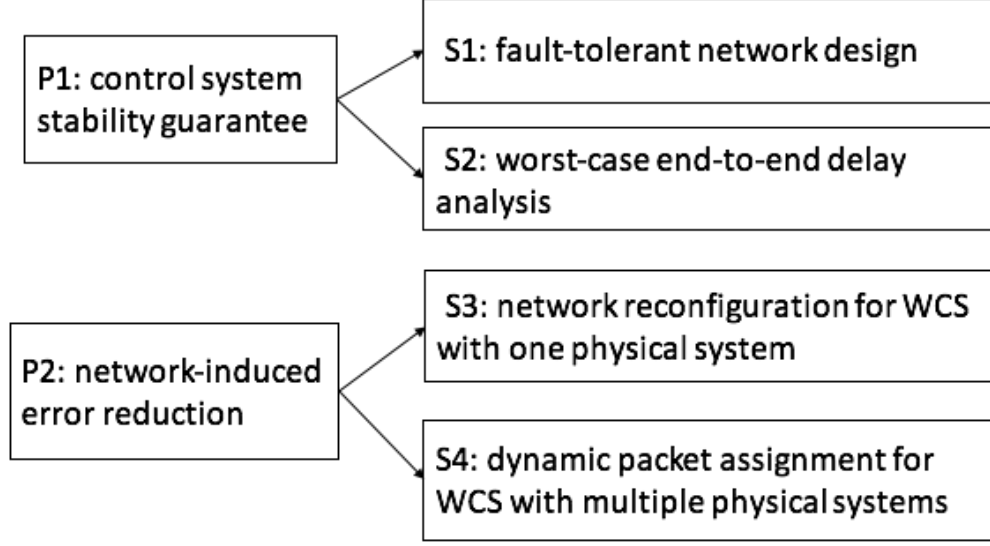 P1: control system
stability guarantee
S1: fault-tolerant network design
S2: worst-case end-to-end delay
analysis
P2: network-induced
error reduction
S3: network reconfiguration for WCS
with one physical system
S4: dynamic packet assignment for
WCS with multiple physical systems